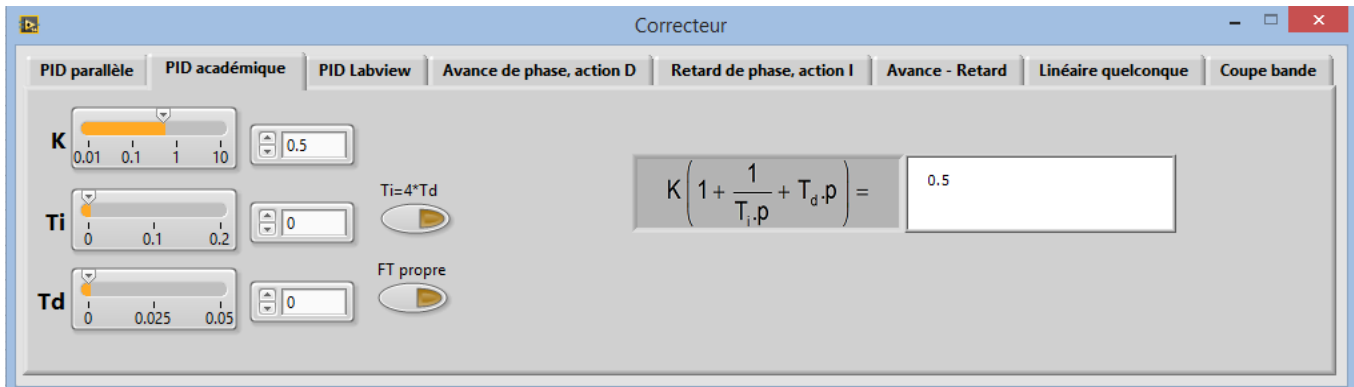 Correcteur
PID parallèle PID académique PID Labview Avance de phase, action D Retard de phase, action I Avance - Retard Linéaire quelconque Coupe bande
K
0.01 0.1 1 10
0.5
Ti=4*Td
Ti
0 0.1 0.2
0
FT propre
Td
0 0.025 0.05
0
K(1 + 1/(Ti.p) + Td.p) =
0.5